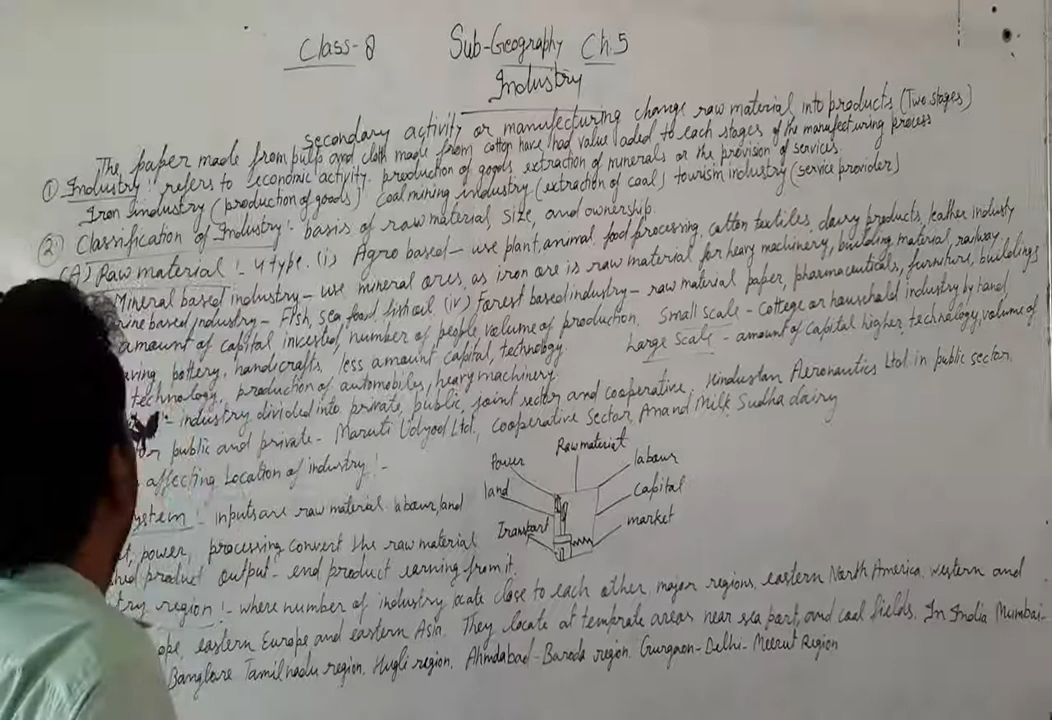 Class-8 Sub-Geography Ch.5
Industry
Secondary activity or manufacturing change raw material into products (Two stages)
The paper made from pulp and cloth made from cotton have had value aded to each stages of the manufacturing process
① Industry :- refers to economic activity. production of goods, extraction of minerals or the provision of services.
Iron industry (production of goods) Coal mining industry (extraction of coal) tourism industry (service provider)
② Classification of Industry :- basis of raw material, size, and ownership.
(A) Raw material :- 4 type. (i) Agro based - use plant, animal food processing, cotton textiles, dairy products, leather industy
Mineral based industry - use mineral ores, as iron ore is raw material for heavy machinery, building material, railway
rine based industry - Fish, sea food, fish oil. (iv) Forest based industry - raw material paper, pharmaceuticals, furniture, buildings
amount of capital invested, number of people, volume of production. Small scale - Cottege or household industry by hand
aving pottery, handicrafts, less amount capital, technology. Large scale - amount of capital higher, technology, volume of
technology, production of automobiles, heavy machinery.
- industry divided into private, public, joint sector and cooperative. Hindustan Aeronautics Ltd in public sector,
public and private - Maruti Udyod Ltd., Cooperative Sector, Anand Milk Sudha dairy
affecting Location of industry :-
Raw material
Power
labour
land
Capital
Transport
market
ystem :- inputs are raw material labour, land
power, processing convert the raw material
product output - end product earning from it.
try region :- where number of industry locate close to each other, major regions, eastern North America, western and
ope, eastern Europe and eastern Asia. They locate at temprate areas near sea part, and coal fields. In India Mumbai-
Banglore Tamilnadu region, Hugli region, Ahmdabad-Baroda region, Gurgaon-Delhi-Meerut Region